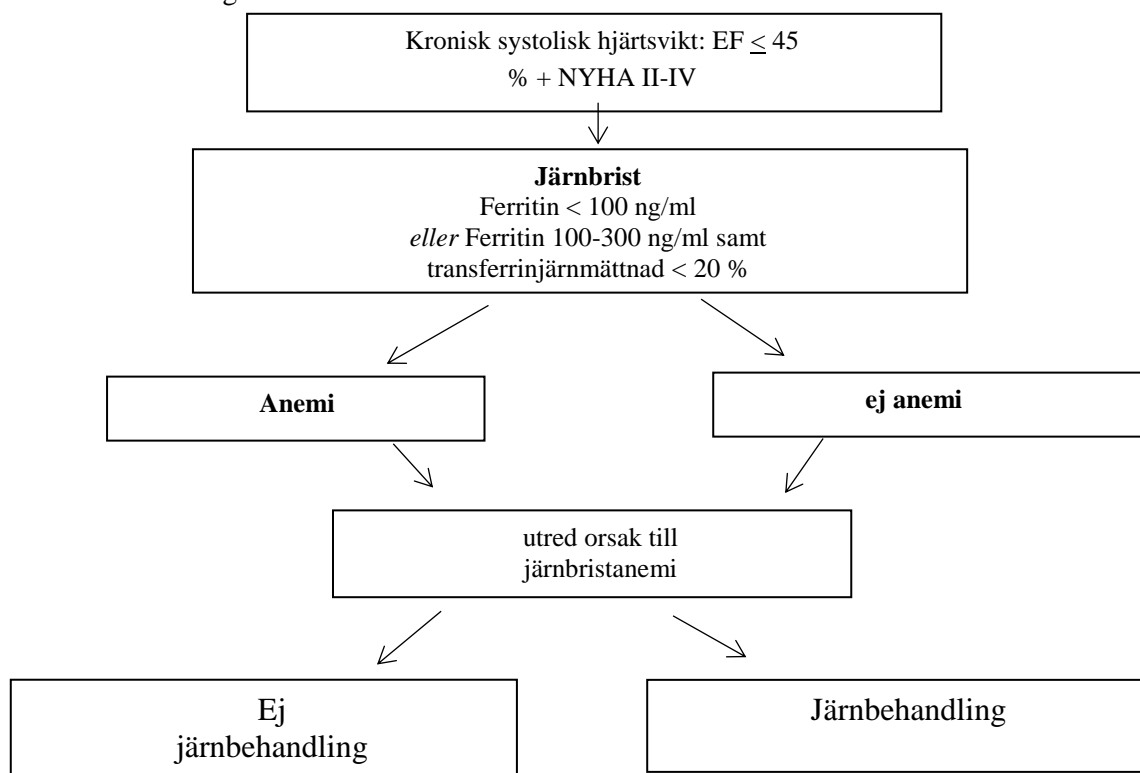 Kronisk systolisk hjärtsvikt: EF ≤ 45
% + NYHA II-IV
Järnbrist
Ferritin < 100 ng/ml
eller Ferritin 100-300 ng/ml samt
transferrinjärnmättnad < 20 %
Anemi
ej anemi
utred orsak till
järnbristanemi
Ej
järnbehandling
Järnbehandling